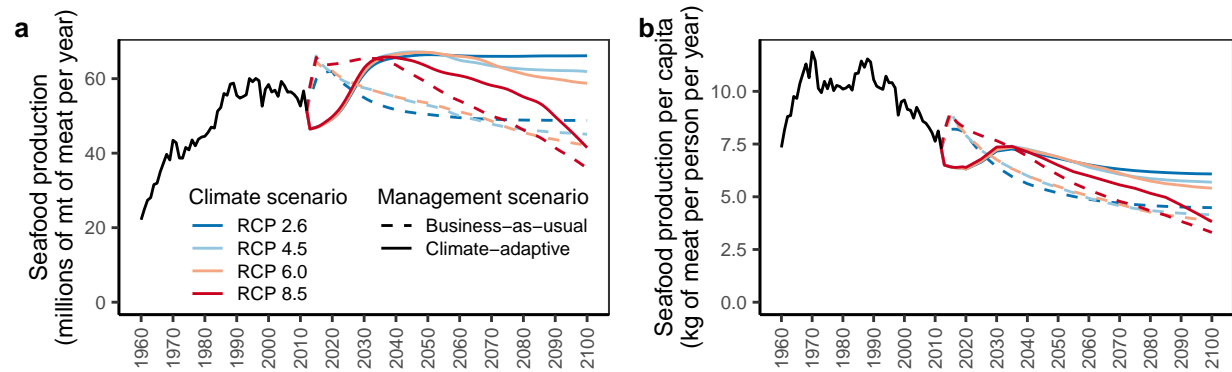 a
Seafood production
(millions of mt of meat per year)
60
40
20
0
Climate scenario
RCP 2.6
RCP 4.5
RCP 6.0
RCP 8.5
Management scenario
Business−as−usual
Climate−adaptive
1960
1970
1980
1990
2000
2010
2020
2030
2040
2050
2060
2070
2080
2090
2100
b
Seafood production per capita
(kg of meat per person per year)
10.0
7.5
5.0
2.5
0.0
1960
1970
1980
1990
2000
2010
2020
2030
2040
2050
2060
2070
2080
2090
2100